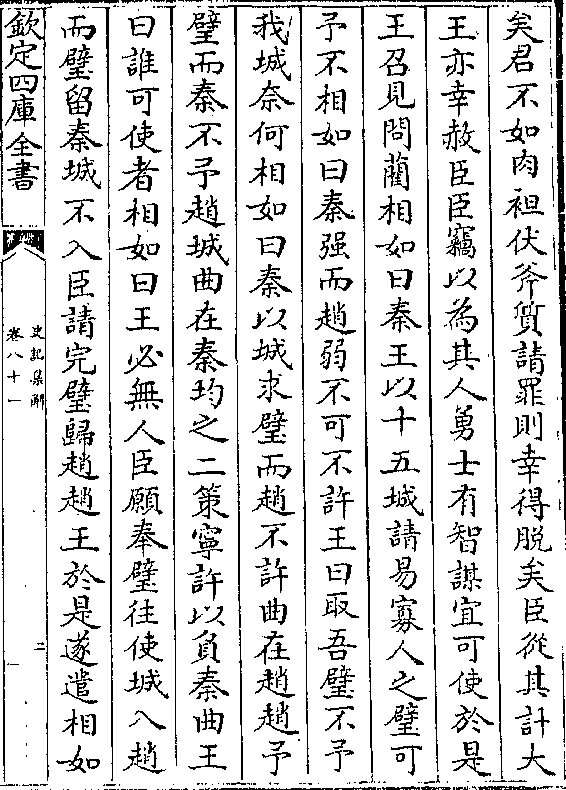 矣君不如肉袒伏斧質請罪則幸得脱矣臣從其計大
王亦幸赦臣臣竊以為其人勇士有智謀宜可使於是
王召見問藺相如曰秦王以十五城請易寡人之璧可
予不相如曰秦强而趙弱不可不許王曰取吾璧不予
我城奈何相如曰秦以城求璧而趙不許曲在趙趙予
璧而秦不予趙城曲在秦均之二策寧許以負秦曲王
曰誰可使者相如曰王必無人臣願奉璧往使城入趙
而璧留秦城不入臣請完璧歸趙趙王於是遂遣相如
欽定四庫全書
史記集解
卷八十一
二